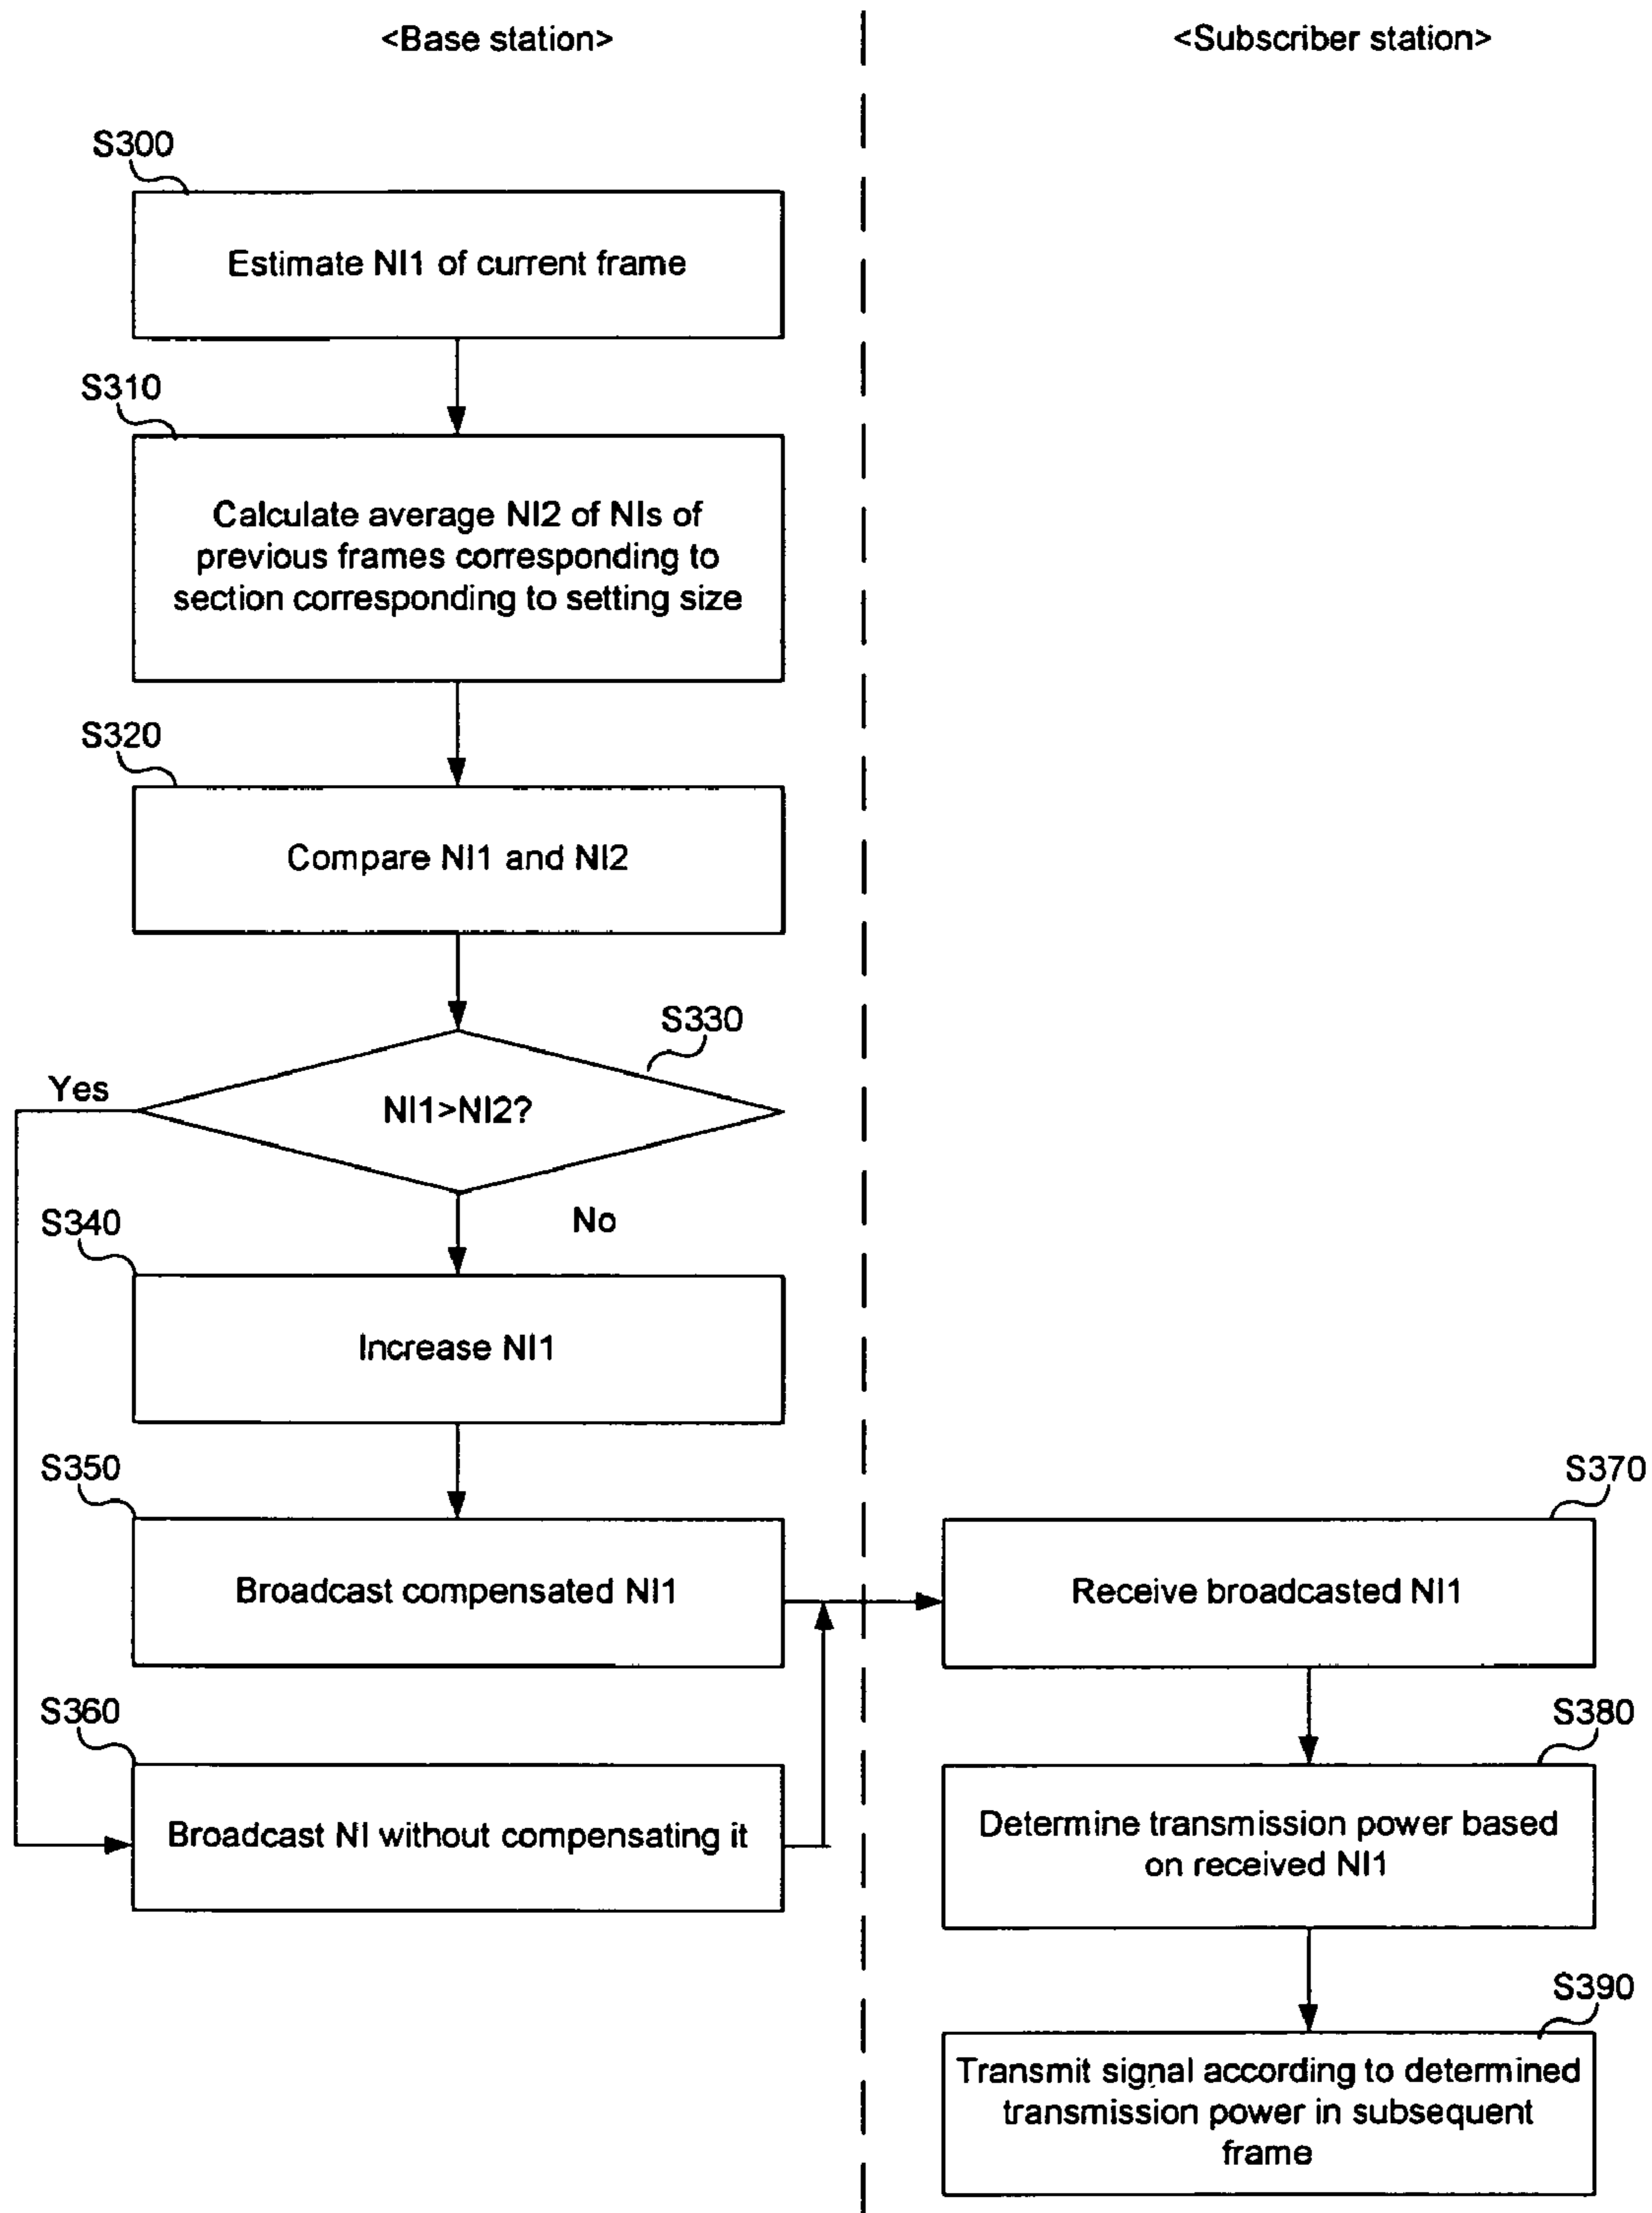 <Base station>
<Subscriber station>
S300
Estimate NI1 of current frame
S310
Calculate average NI2 of NIs of
previous frames corresponding to
section corresponding to setting size
S320
Compare NI1 and NI2
S330
Yes
NI1>NI2?
No
S340
Increase NI1
S350
Broadcast compensated NI1
S360
Broadcast NI without compensating it
S370
Receive broadcasted NI1
S380
Determine transmission power based
on received NI1
S390
Transmit signal according to determined
transmission power in subsequent
frame